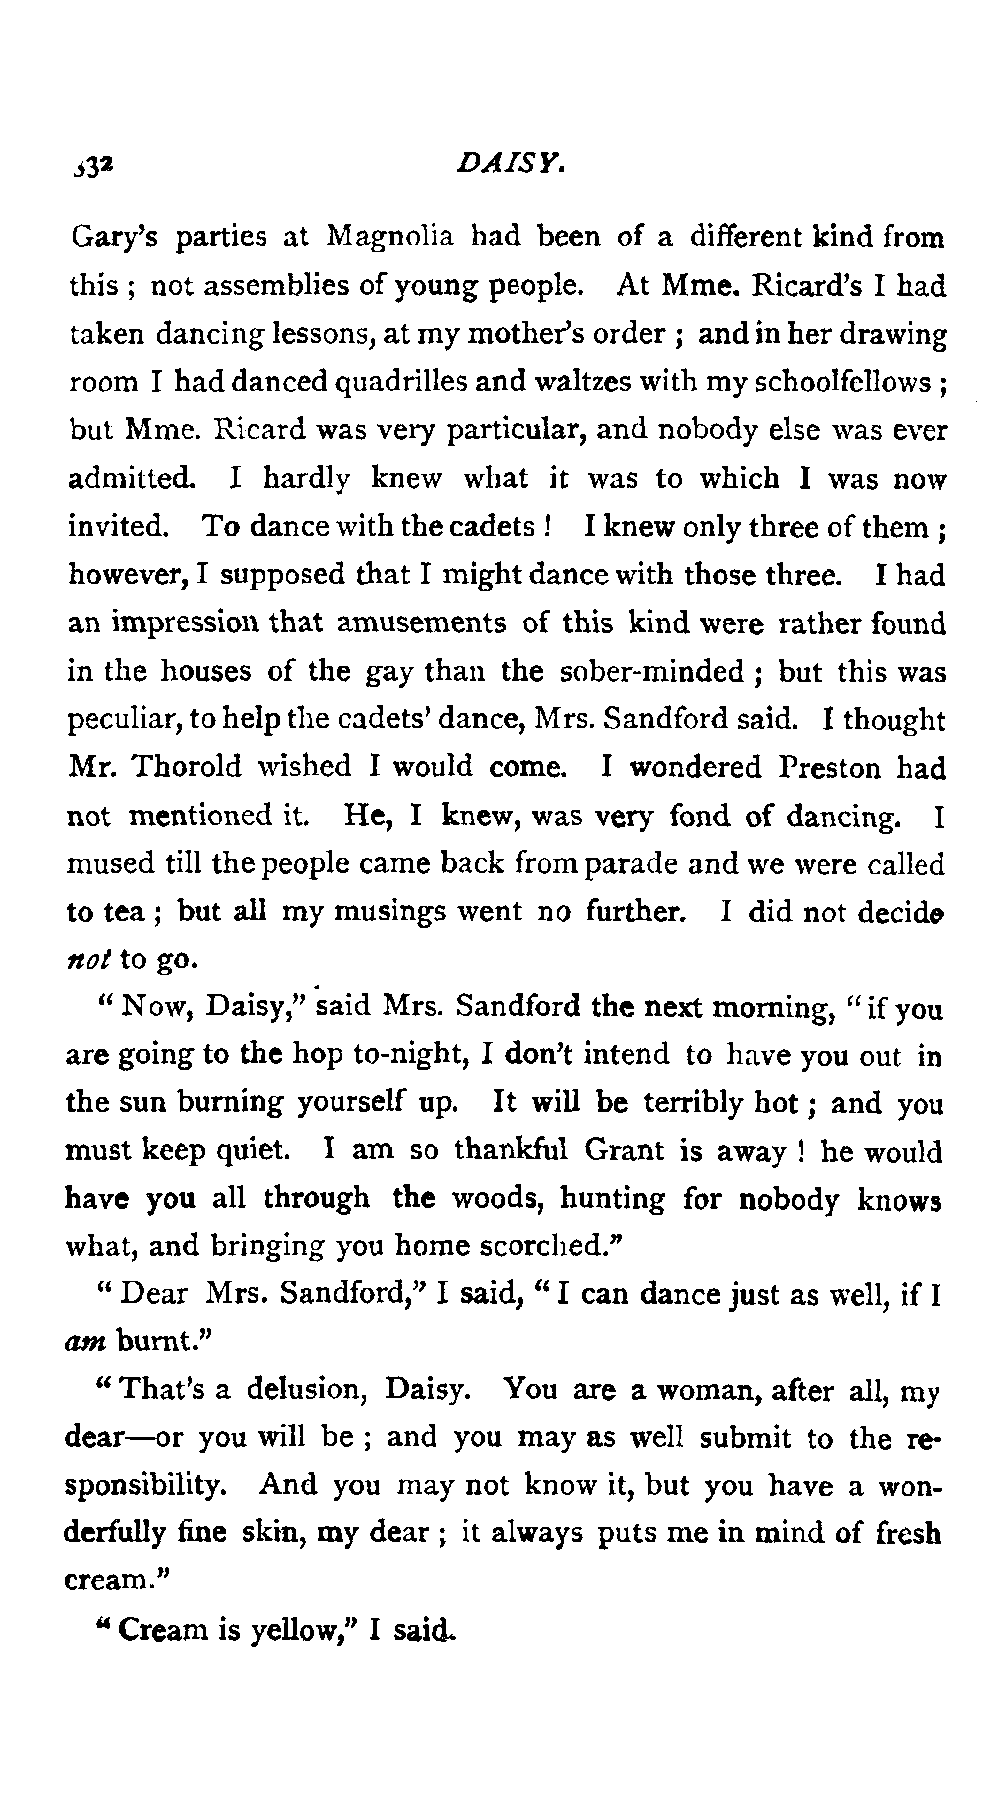 332 DAISY.
Gary's parties at Magnolia had been of a different kind from
this ; not assemblies of young people. At Mme. Ricard's I had
taken dancing lessons, at my mother's order ; and in her drawing
room I had danced quadrilles and waltzes with my schoolfellows ;
but Mme. Ricard was very particular, and nobody else was ever
admitted. I hardly knew what it was to which I was now
invited. To dance with the cadets ! I knew only three of them ;
however, I supposed that I might dance with those three. I had
an impression that amusements of this kind were rather found
in the houses of the gay than the sober-minded ; but this was
peculiar, to help the cadets' dance, Mrs. Sandford said. I thought
Mr. Thorold wished I would come. I wondered Preston had
not mentioned it. He, I knew, was very fond of dancing. I
mused till the people came back from parade and we were called
to tea ; but all my musings went no further. I did not decide
not to go.
“ Now, Daisy,” said Mrs. Sandford the next morning, “ if you
are going to the hop to-night, I don't intend to have you out in
the sun burning yourself up. It will be terribly hot ; and you
must keep quiet. I am so thankful Grant is away ! he would
have you all through the woods, hunting for nobody knows
what, and bringing you home scorched.”
“ Dear Mrs. Sandford,” I said, “ I can dance just as well, if I
am burnt.”
“ That's a delusion, Daisy. You are a woman, after all, my
dear—or you will be ; and you may as well submit to the re-
sponsibility. And you may not know it, but you have a won-
derfully fine skin, my dear ; it always puts me in mind of fresh
cream.”
“ Cream is yellow,” I said.